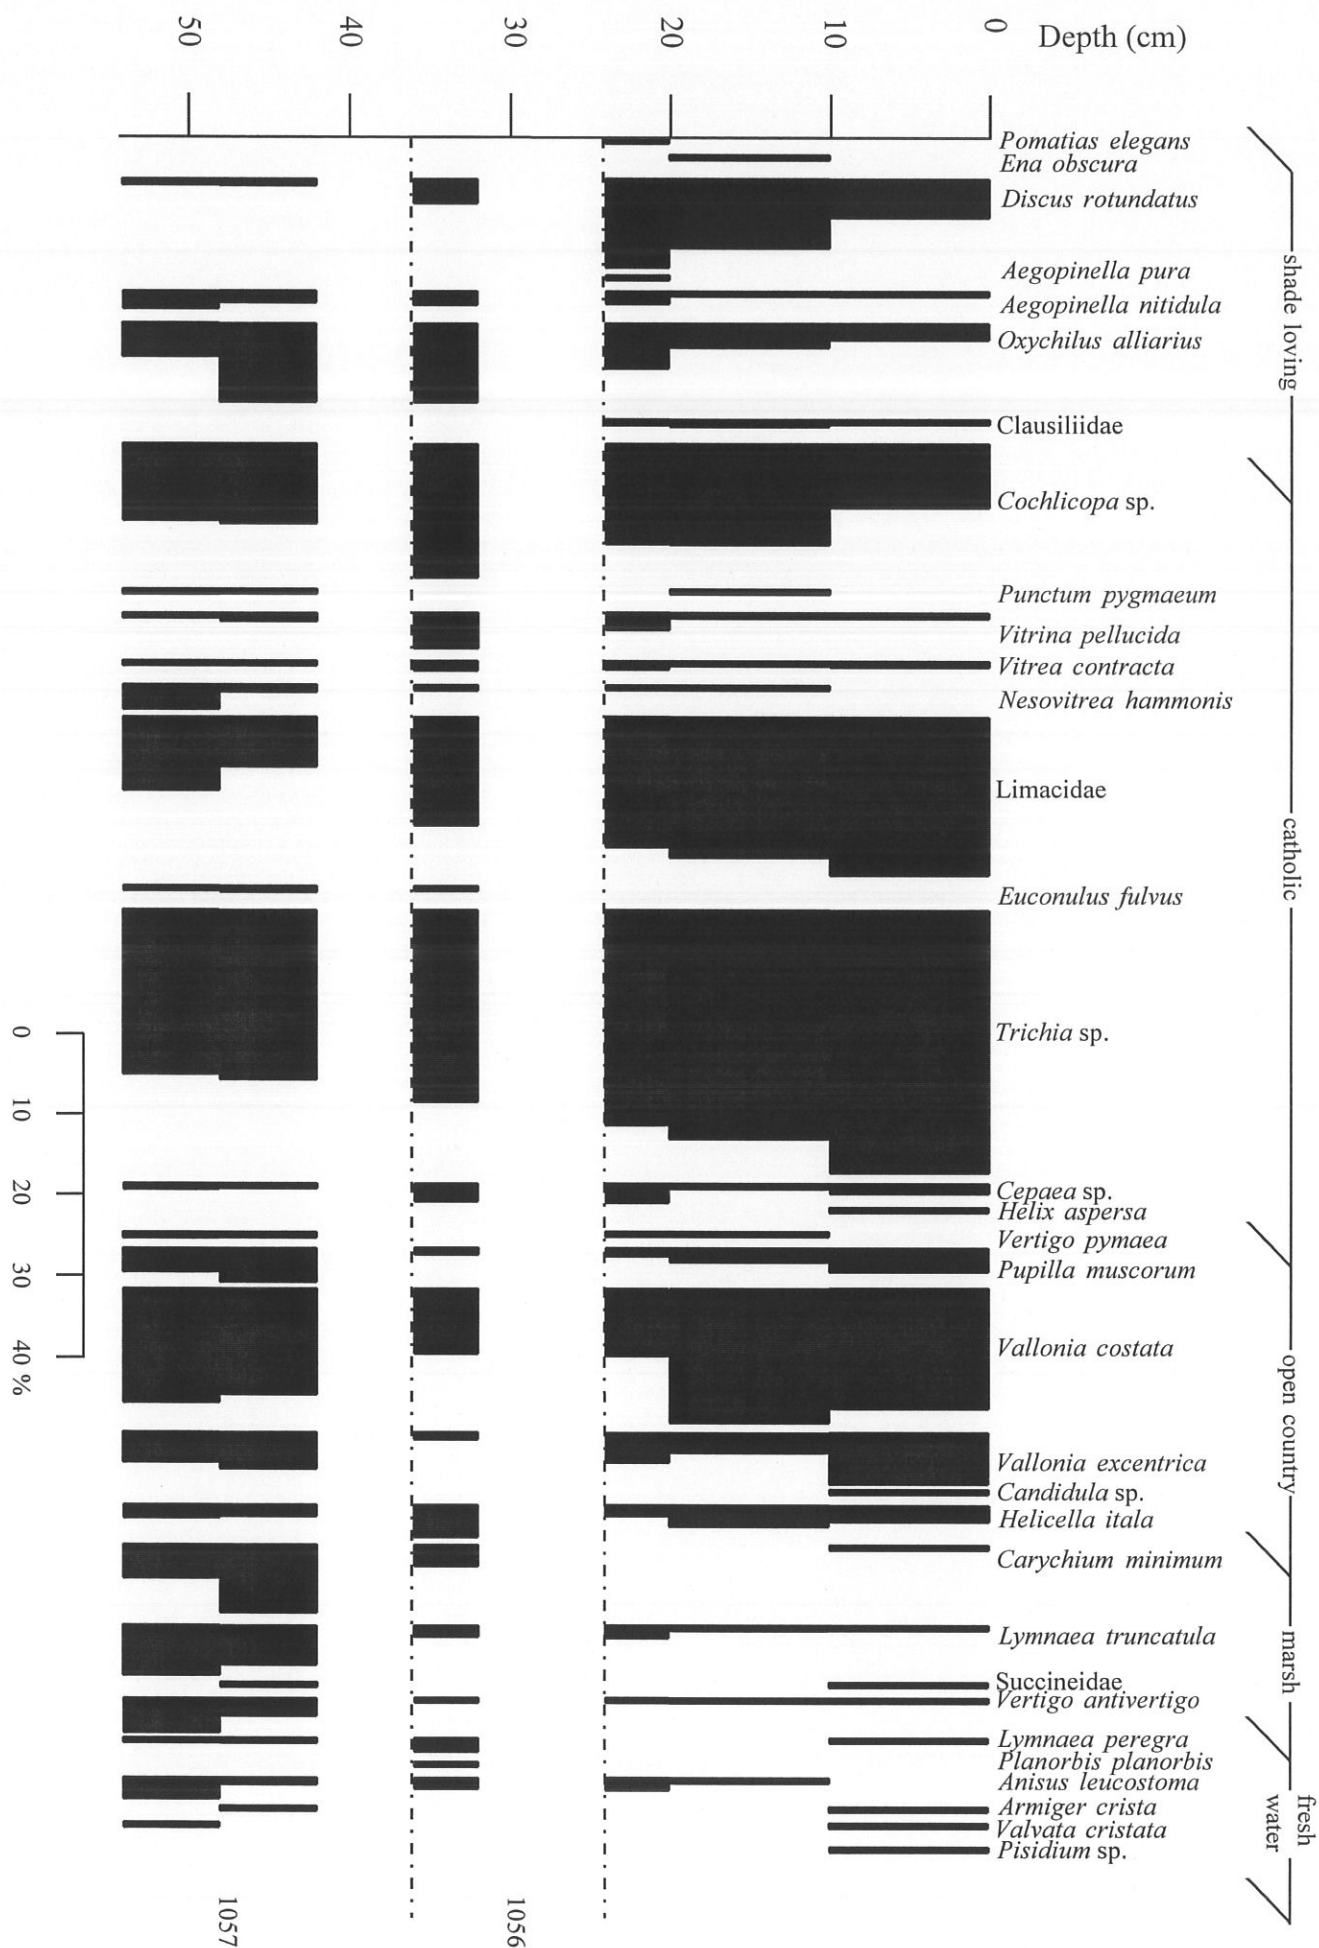 Depth (cm)
0
10
20
30
40
50
Pomatias elegans
Ena obscura
Discus rotundatus
Aegopinella pura
Aegopinella nitidula
Oxychilus alliarius
Clausiliidae
Cochlicopa sp.
Punctum pygmaeum
Vitrina pellucida
Vitrea contracta
Nesovitrea hammonis
Limacidae
Euconulus fulvus
Trichia sp.
Cepaea sp.
Helix aspersa
Vertigo pymaea
Pupilla muscorum
Vallonia costata
Vallonia excentrica
Candidula sp.
Helicella itala
Carychium minimum
Lymnaea truncatula
Succineidae
Vertigo antivertigo
Lymnaea peregra
Planorbis planorbis
Anisus leucostoma
Armiger crista
Valvata cristata
Pisidium sp.
shade loving
catholic
open country
marsh
fresh
water
0
10
20
30
40 %
1056
1057